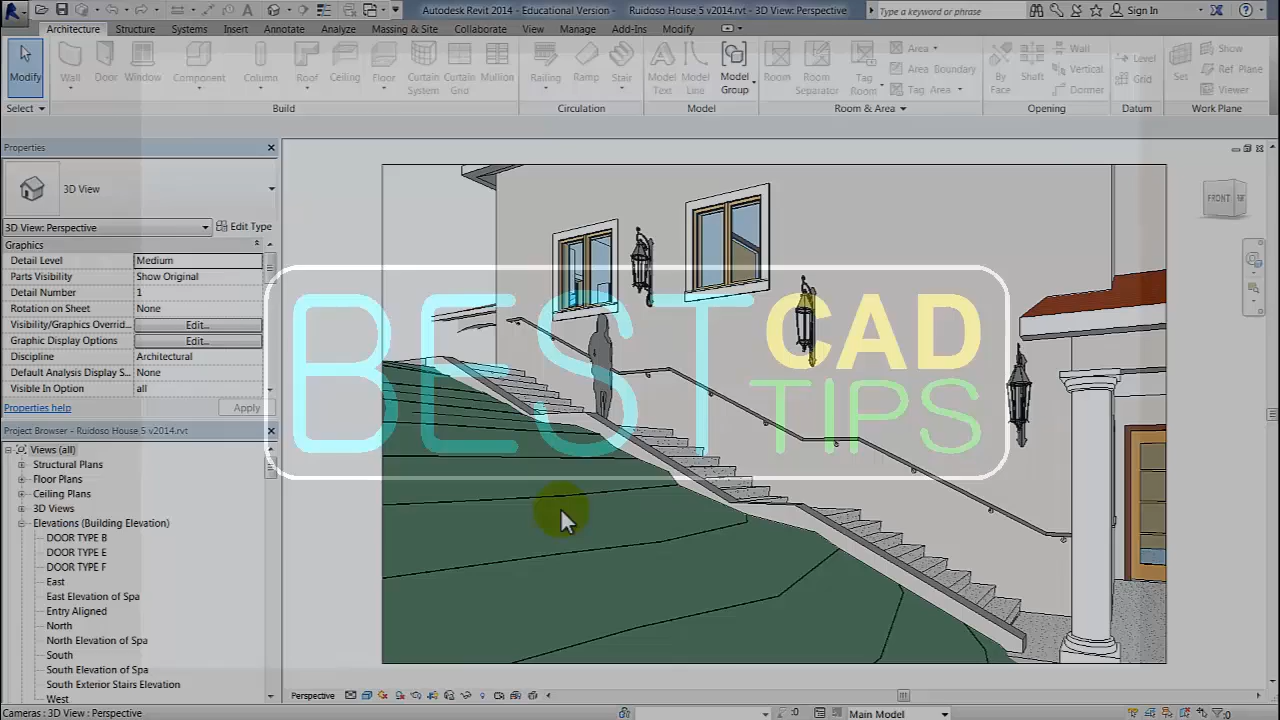 Autodesk Revit 2014 - Educational Version - Ruidoso House 5 v2014.rvt - 3D View: Perspective
Type a keyword or phrase
Sign In
Architecture Structure Systems Insert Annotate Analyze Massing & Site Collaborate View Manage Add-Ins Modify
Modify Wall Door Window Component Column Roof Ceiling Floor Curtain System Curtain Grid Mullion Railing Ramp Stair Model Text Model Line Model Group Room Room Separator Tag Room
Area
Area Boundary
Tag Area
By Face Shaft
Wall
Vertical
Dormer
Level
Grid
Set
Show
Ref Plane
Viewer
Select Build Circulation Model Room & Area Opening Datum Work Plane
Properties
3D View
3D View: Perspective Edit Type
Graphics
Detail Level Medium
Parts Visibility Show Original
Detail Number 1
Rotation on Sheet None
Visibility/Graphics Overrid... Edit...
Graphic Display Options Edit...
Discipline Architectural
Default Analysis Display S... None
Visible In Option all
Properties help Apply
Project Browser - Ruidoso House 5 v2014.rvt
Views (all)
Structural Plans
Floor Plans
Ceiling Plans
3D Views
Elevations (Building Elevation)
DOOR TYPE B
DOOR TYPE E
DOOR TYPE F
East
East Elevation of Spa
Entry Aligned
North
North Elevation of Spa
South
South Elevation of Spa
South Exterior Stairs Elevation
West
FRONT
BEST CAD
TIPS
Perspective
Cameras : 3D View : Perspective
:0
Main Model
:0